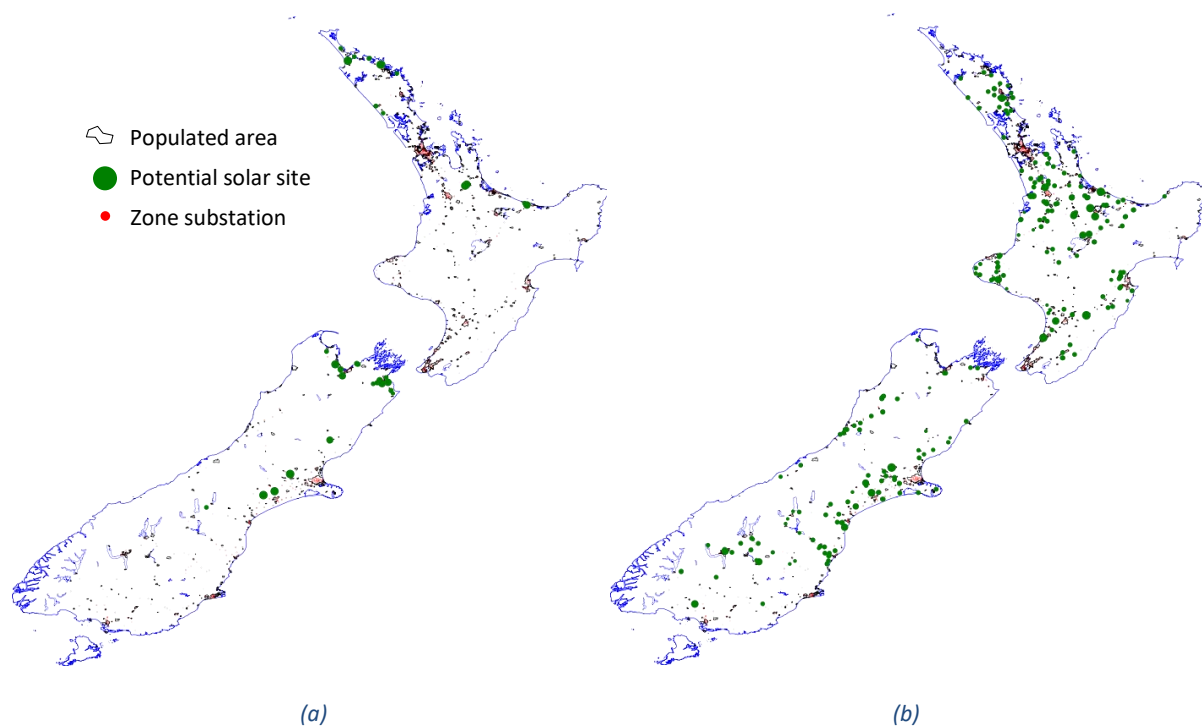 Populated area
Potential solar site
Zone substation
(a)
(b)